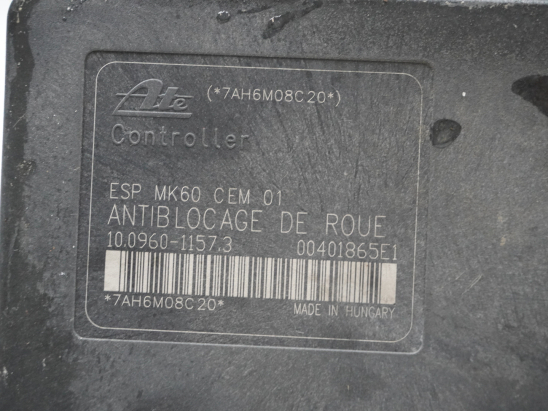 Ate (*7AH6M08C20*)
Controller
ESP MK60 CEM 01
ANTIBLOCAGE DE ROUE
10.0960-1157.3 00401865E1
*7AH6M08C20* MADE IN HUNGARY